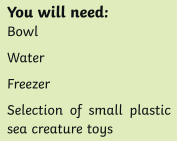 You will need:
Bowl
Water
Freezer
Selection of small plastic
sea creature toys